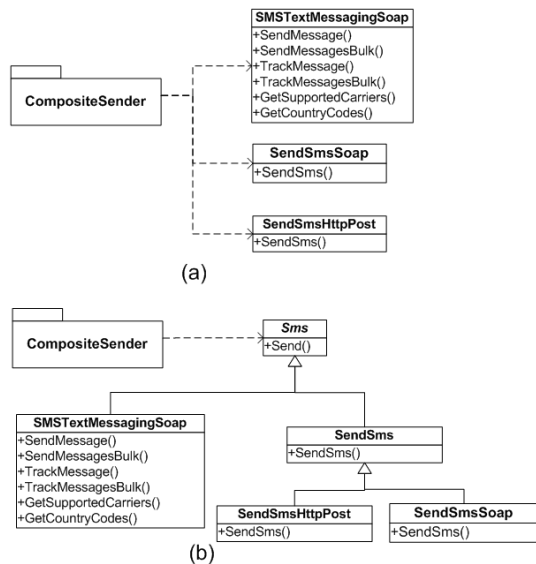 SMSTextMessagingSoap
+SendMessage()
+SendMessagesBulk()
+TrackMessage()
+TrackMessagesBulk()
+GetSupportedCarriers()
+GetCountryCodes()
CompositeSender
SendSmsSoap
+SendSms()
SendSmsHttpPost
+SendSms()
(a)
CompositeSender
Sms
+Send()
SMSTextMessagingSoap
+SendMessage()
+SendMessagesBulk()
+TrackMessage()
+TrackMessagesBulk()
+GetSupportedCarriers()
+GetCountryCodes()
SendSms
+SendSms()
SendSmsHttpPost
+SendSms()
SendSmsSoap
+SendSms()
(b)